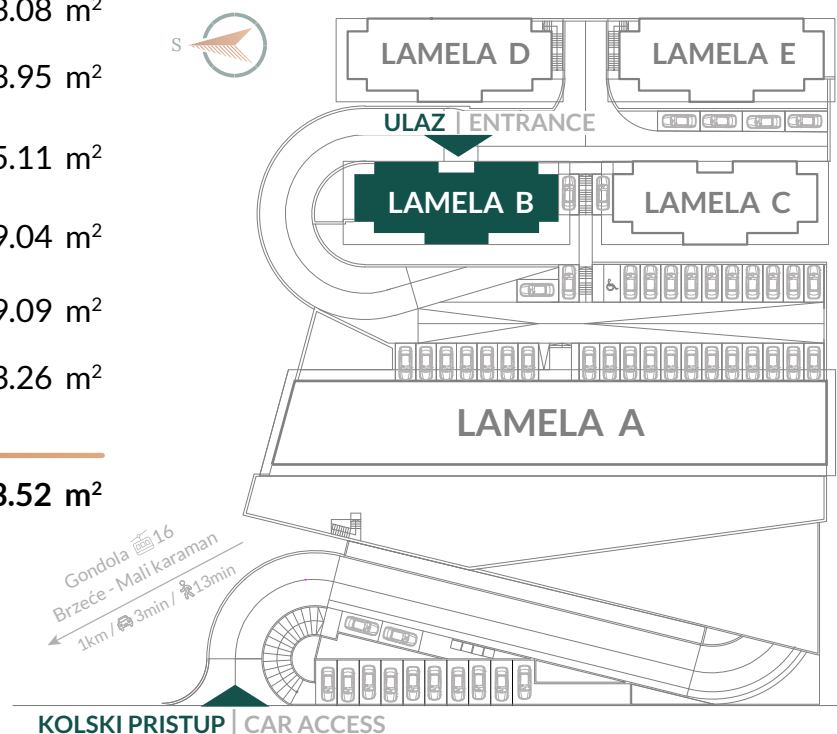 3.08 m²
3.95 m²
5.11 m²
9.04 m²
9.09 m²
3.26 m²
3.52 m²
S
LAMELA D
LAMELA E
ULAZ | ENTRANCE
LAMELA B
LAMELA C
LAMELA A
Gondola 16
Brzeće - Mali karaman
1km / 3min / 13min
KOLSKI PRISTUP | CAR ACCESS